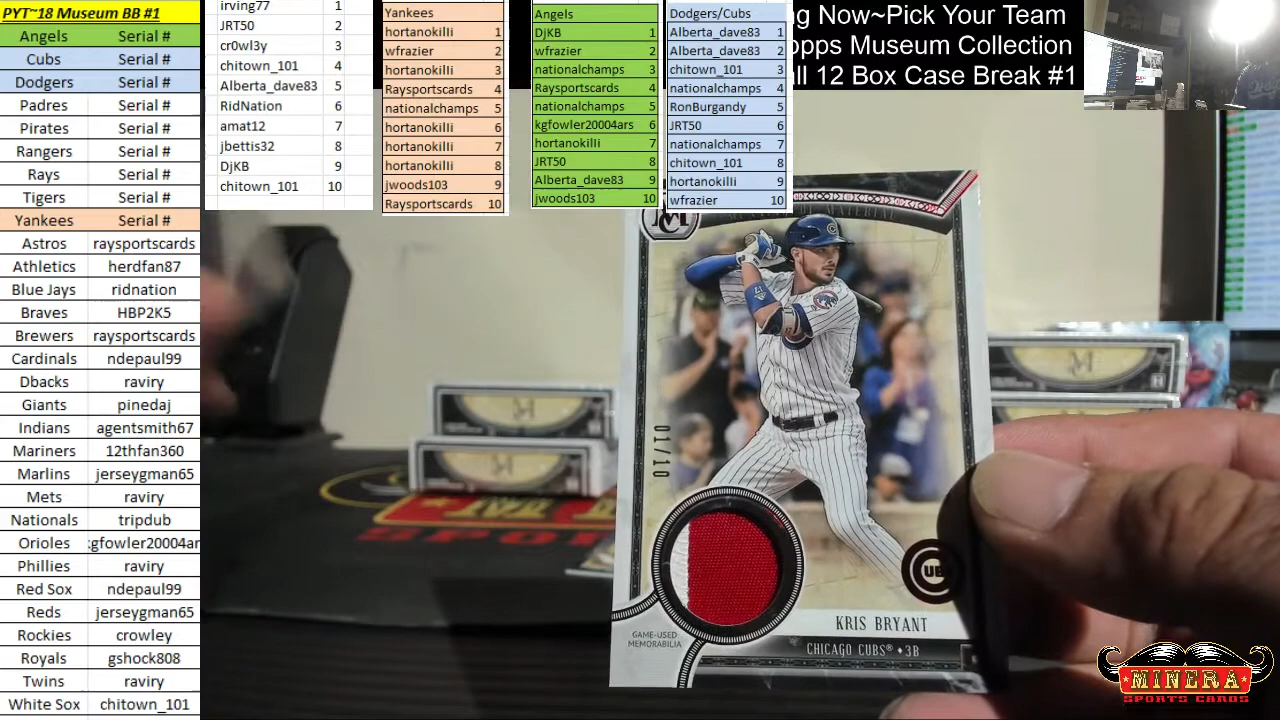 PYT~18 Museum BB #1
Angels Serial #
Cubs Serial #
Dodgers Serial #
Padres Serial #
Pirates Serial #
Rangers Serial #
Rays Serial #
Tigers Serial #
Yankees Serial #
Astros raysportscards
Athletics herdfan87
Blue Jays ridnation
Braves HBP2K5
Brewers raysportscards
Cardinals ndepaul99
Dbacks raviry
Giants pinedaj
Indians agentsmith67
Mariners 12thfan360
Marlins jerseygman65
Mets raviry
Nationals tripdub
Orioles kgfowler20004ar
Phillies raviry
Red Sox ndepaul99
Reds jerseygman65
Rockies crowley
Royals gshock808
Twins raviry
White Sox chitown_101
irving77 1
JRT50 2
cr0wl3y 3
chitown_101 4
Alberta_dave83 5
RidNation 6
amat12 7
jbettis32 8
DjKB 9
chitown_101 10
Yankees
hortanokilli 1
wfrazier 2
hortanokilli 3
Raysportscards 4
nationalchamps 5
hortanokilli 6
hortanokilli 7
hortanokilli 8
jwoods103 9
Raysportscards 10
Angels
DjKB 1
wfrazier 2
nationalchamps 3
Raysportscards 4
nationalchamps 5
kgfowler20004ars 6
hortanokilli 7
JRT50 8
Alberta_dave83 9
jwoods103 10
Dodgers/Cubs
Alberta_dave83 1
Alberta_dave83 2
chitown_101 3
nationalchamps 4
RonBurgandy 5
JRT50 6
nationalchamps 7
chitown_101 8
hortanokilli 9
wfrazier 10
ng Now~Pick Your Team
opps Museum Collection
all 12 Box Case Break #1
MC
01/10
GAME-USED
MEMORABILIA
KRIS BRYANT
CHICAGO CUBS® ♦ 3B
UB
MINERA
SPORTS CARDS